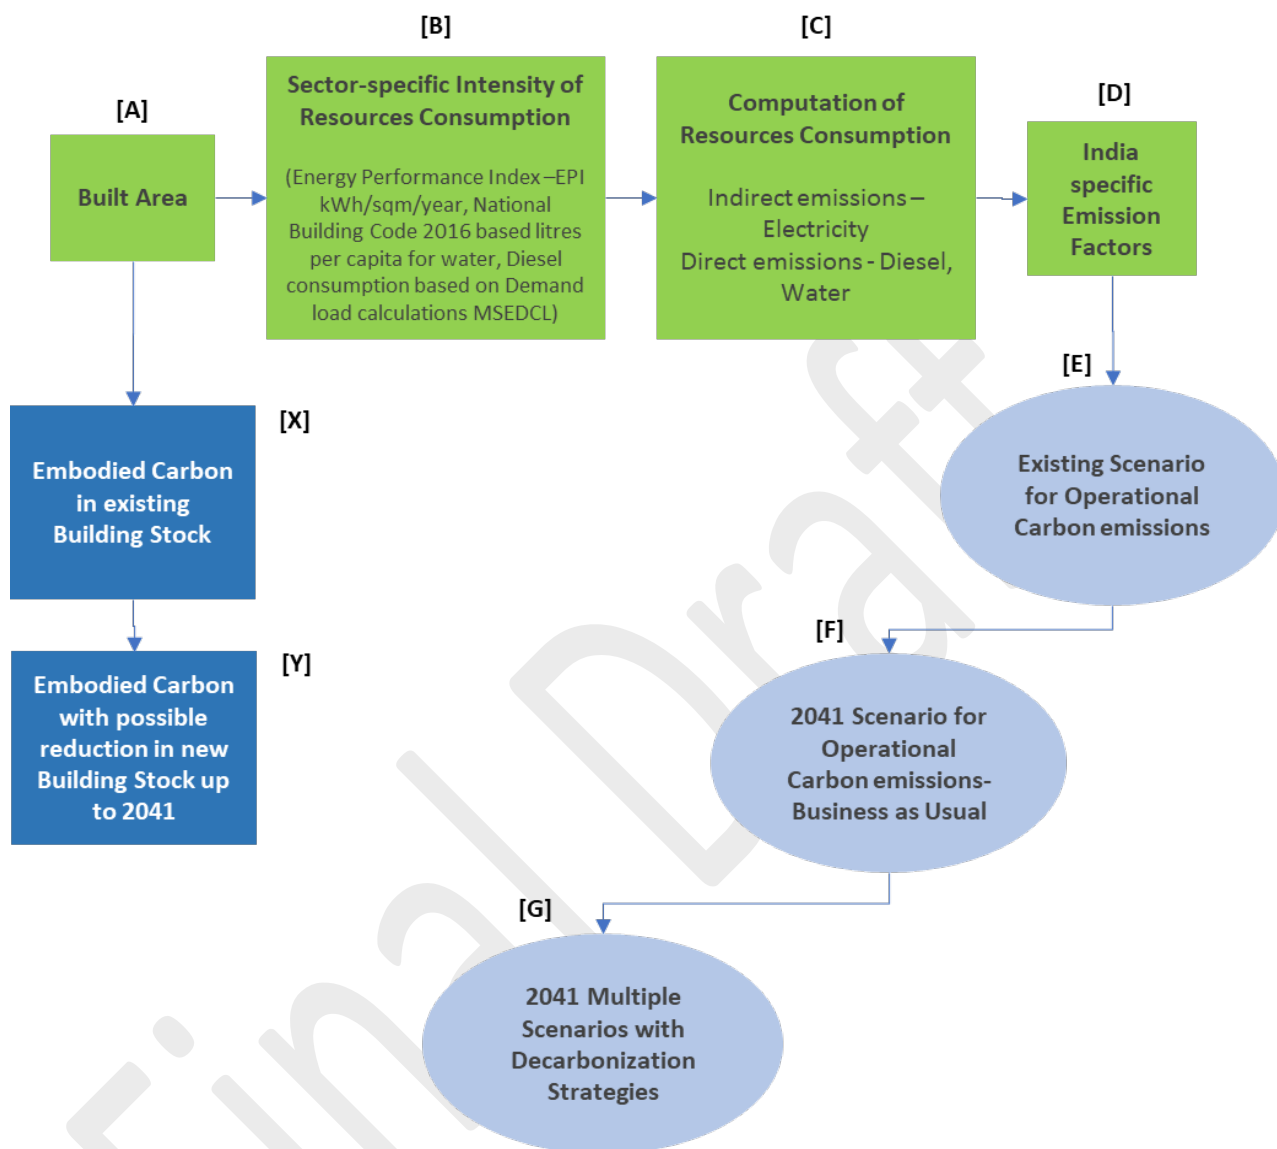 [A]
Built Area
[B]
Sector-specific Intensity of
Resources Consumption
(Energy Performance Index –EPI
kWh/sqm/year, National
Building Code 2016 based litres
per capita for water, Diesel
consumption based on Demand
load calculations MSEDCL)
[C]
Computation of
Resources Consumption
Indirect emissions –
Electricity
Direct emissions - Diesel,
Water
[D]
India
specific
Emission
Factors
[E]
Existing Scenario
for Operational
Carbon emissions
[X]
Embodied Carbon
in existing
Building Stock
[Y]
Embodied Carbon
with possible
reduction in new
Building Stock up
to 2041
[F]
2041 Scenario for
Operational
Carbon emissions-
Business as Usual
[G]
2041 Multiple
Scenarios with
Decarbonization
Strategies
Final Draft